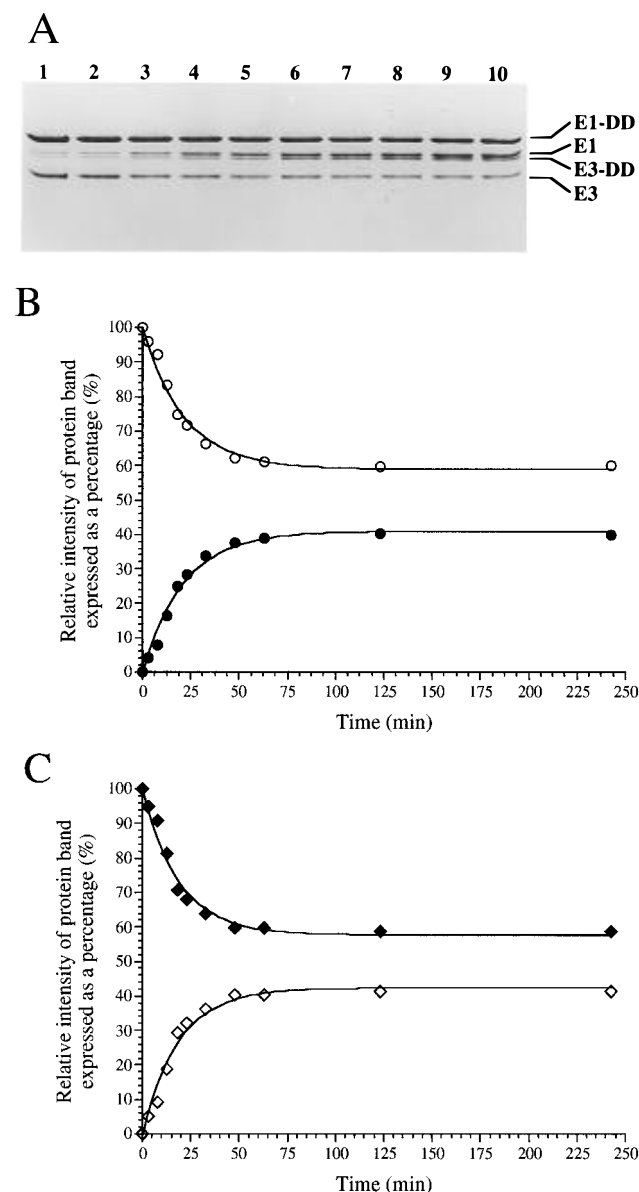 A
1 2 3 4 5 6 7 8 9 10
E1-DD
E1
E3-DD
E3
B
Relative intensity of protein band
expressed as a percentage (%)
100
90
80
70
60
50
40
30
20
10
0
0 25 50 75 100 125 150 175 200 225 250
Time (min)
C
Relative intensity of protein band
expressed as a percentage (%)
100
90
80
70
60
50
40
30
20
10
0
0 25 50 75 100 125 150 175 200 225 250
Time (min)